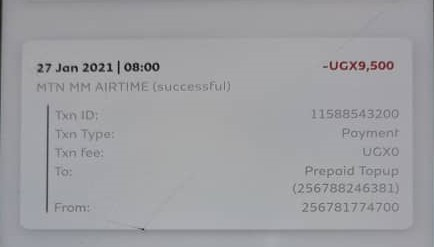 27 Jan 2021 | 08:00 -UGX9,500
MTN MM AIRTIME (successful)
Txn ID: 11588543200
Txn Type: Payment
Txn fee: UGX0
To: Prepaid Topup
(256788246381)
From: 256781774700